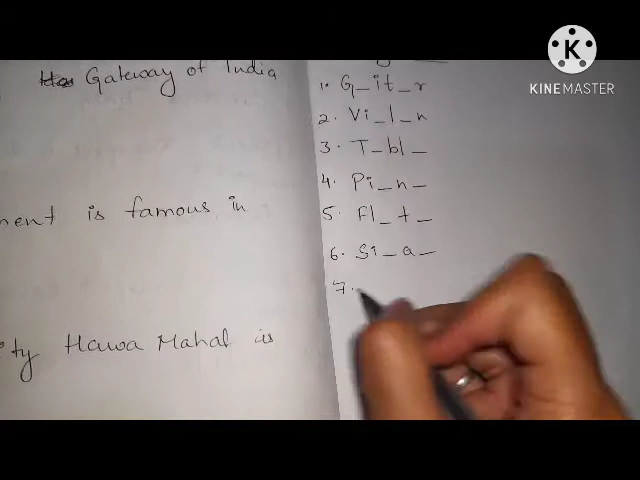 Gateway of India
ment is famous in
ity Hawa Mahal is
1. G_it_r
2. Vi_l_n
3. T_bl_
4. Pi_n_
5. Fl_t_
6. Si_a_
7.
KINEMASTER